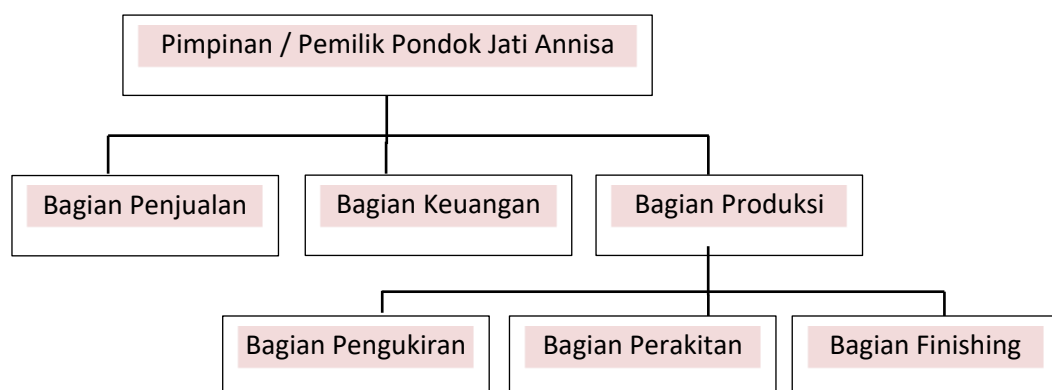 Pimpinan / Pemilik Pondok Jati Annisa
Bagian Penjualan
Bagian Keuangan
Bagian Produksi
Bagian Pengukiran
Bagian Perakitan
Bagian Finishing